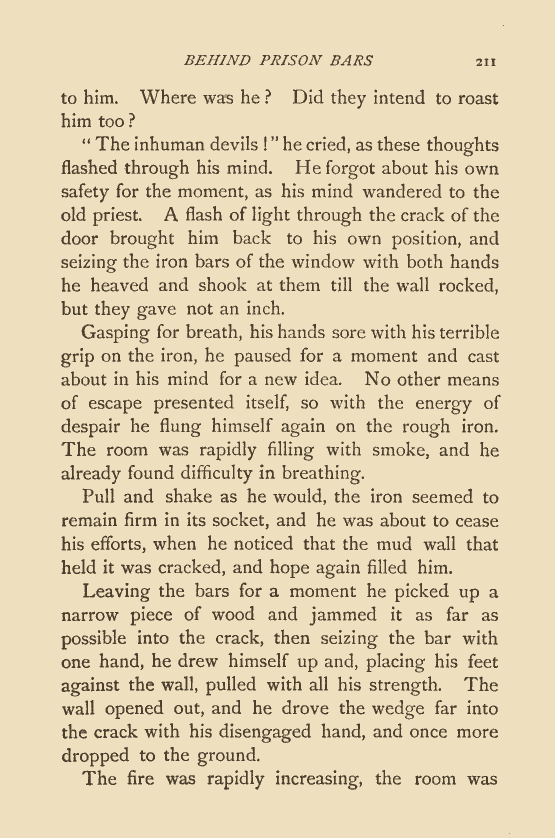 BEHIND PRISON BARS 211
to him. Where was he? Did they intend to roast
him too?
“ The inhuman devils !” he cried, as these thoughts
flashed through his mind. He forgot about his own
safety for the moment, as his mind wandered to the
old priest. A flash of light through the crack of the
door brought him back to his own position, and
seizing the iron bars of the window with both hands
he heaved and shook at them till the wall rocked,
but they gave not an inch.
Gasping for breath, his hands sore with his terrible
grip on the iron, he paused for a moment and cast
about in his mind for a new idea. No other means
of escape presented itself, so with the energy of
despair he flung himself again on the rough iron.
The room was rapidly filling with smoke, and he
already found difficulty in breathing.
Pull and shake as he would, the iron seemed to
remain firm in its socket, and he was about to cease
his efforts, when he noticed that the mud wall that
held it was cracked, and hope again filled him.
Leaving the bars for a moment he picked up a
narrow piece of wood and jammed it as far as
possible into the crack, then seizing the bar with
one hand, he drew himself up and, placing his feet
against the wall, pulled with all his strength. The
wall opened out, and he drove the wedge far into
the crack with his disengaged hand, and once more
dropped to the ground.
The fire was rapidly increasing, the room was